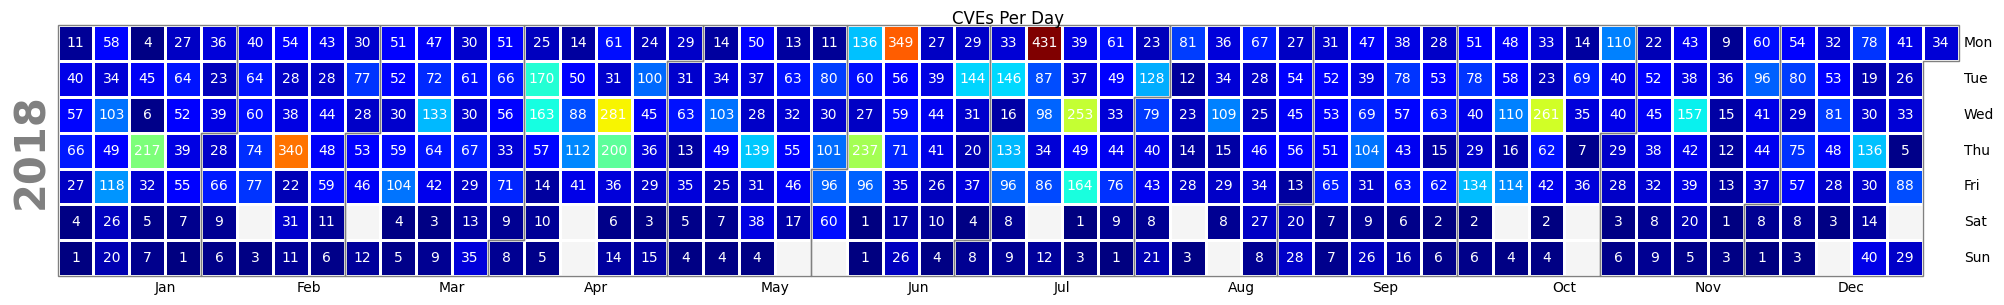 CVEs Per Day
11 58 4 27 36 40 54 43 30 51 47 30 51 25 14 61 24 29 14 50 13 11 136 349 27 29 33 431 39 61 23 81 36 67 27 31 47 38 28 51 48 33 14 110 22 43 9 60 54 32 78 41 34 Mon
40 34 45 64 23 64 28 28 77 52 72 61 66 170 50 31 100 31 34 37 63 80 60 56 39 144 146 87 37 49 128 12 34 28 54 52 39 78 53 78 58 23 69 40 52 38 36 96 80 53 19 26 Tue
57 103 6 52 39 60 38 44 28 30 133 30 56 163 88 281 45 63 103 28 32 30 27 59 44 31 16 98 253 33 79 23 109 25 45 53 69 57 63 40 110 261 35 40 45 157 15 41 29 81 30 33 Wed
66 49 217 39 28 74 340 48 53 59 64 67 33 57 112 200 36 13 49 139 55 101 237 71 41 20 133 34 49 44 40 14 15 46 56 51 104 43 15 29 16 62 7 29 38 42 12 44 75 48 136 5 Thu
27 118 32 55 66 77 22 59 46 104 42 29 71 14 41 36 29 35 25 31 46 96 96 35 26 37 96 86 164 76 43 28 29 34 13 65 31 63 62 134 114 42 36 28 32 39 13 37 57 28 30 88 Fri
4 26 5 7 9 31 11 4 3 13 9 10 6 3 5 7 38 17 60 1 17 10 4 8 1 9 8 8 27 20 7 9 6 2 2 2 3 8 20 1 8 8 3 14 Sat
1 20 7 1 6 3 11 6 12 5 9 35 8 5 14 15 4 4 4 1 26 4 8 9 12 3 1 21 3 8 28 7 26 16 6 6 4 4 6 9 5 3 1 3 40 29 Sun
2018
Jan Feb Mar Apr May Jun Jul Aug Sep Oct Nov Dec